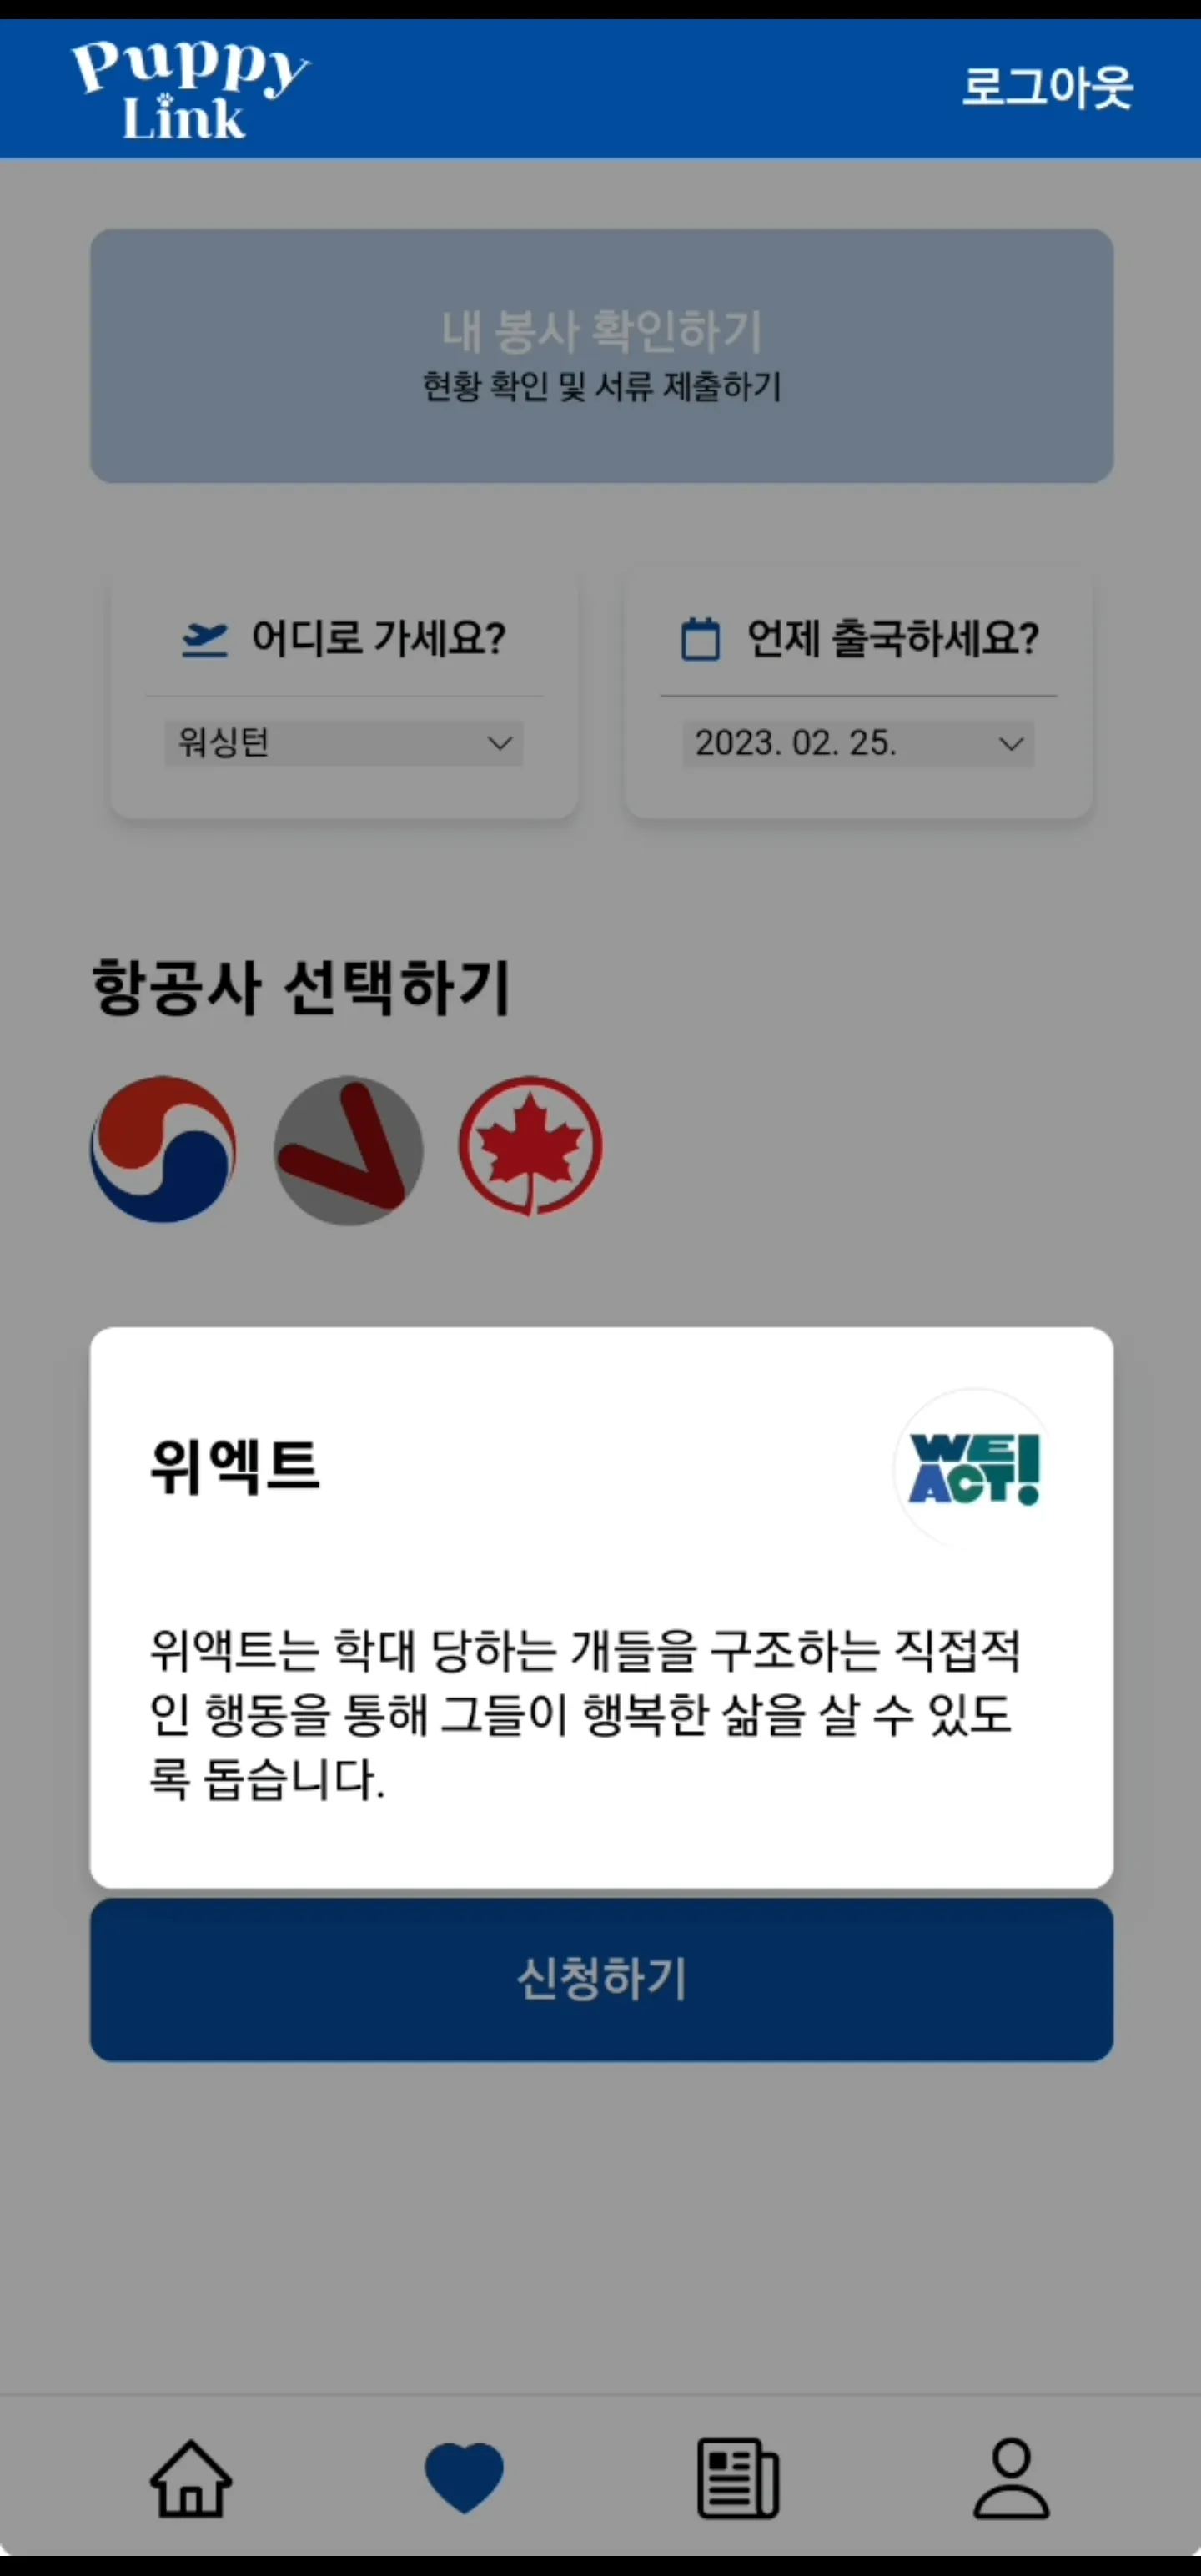 Puppy
Link
로그아웃
내 봉사 확인하기
현황 확인 및 서류 제출하기
어디로 가세요?
언제 출국하세요?
워싱턴
2023. 02. 25.
항공사 선택하기
위엑트
WE
ACT!
위액트는 학대 당하는 개들을 구조하는 직접적
인 행동을 통해 그들이 행복한 삶을 살 수 있도
록 돕습니다.
신청하기